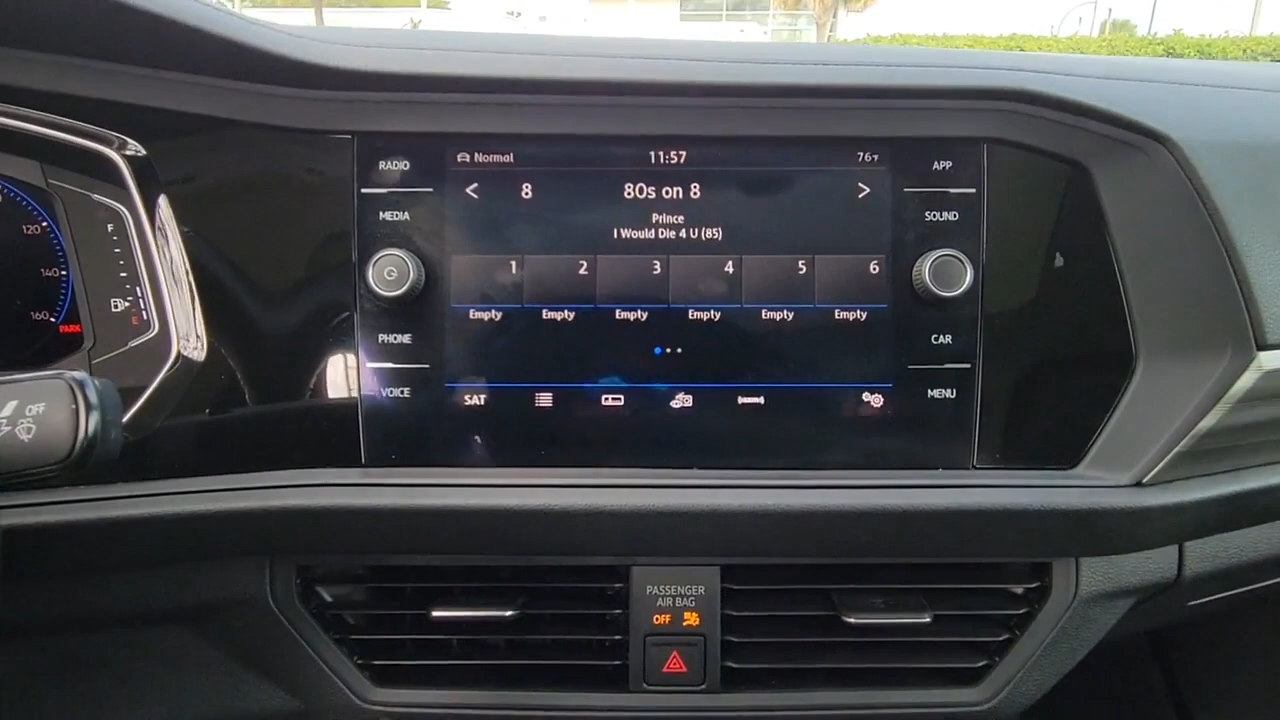 RADIO
MEDIA
PHONE
VOICE
Normal
11:57
76°F
< 8 80s on 8 >
Prince
I Would Die 4 U (85)
1 2 3 4 5 6
Empty Empty Empty Empty Empty Empty
SAT
APP
SOUND
CAR
MENU
120
140
160
PARK
F
E
OFF
PASSENGER
AIR BAG
OFF